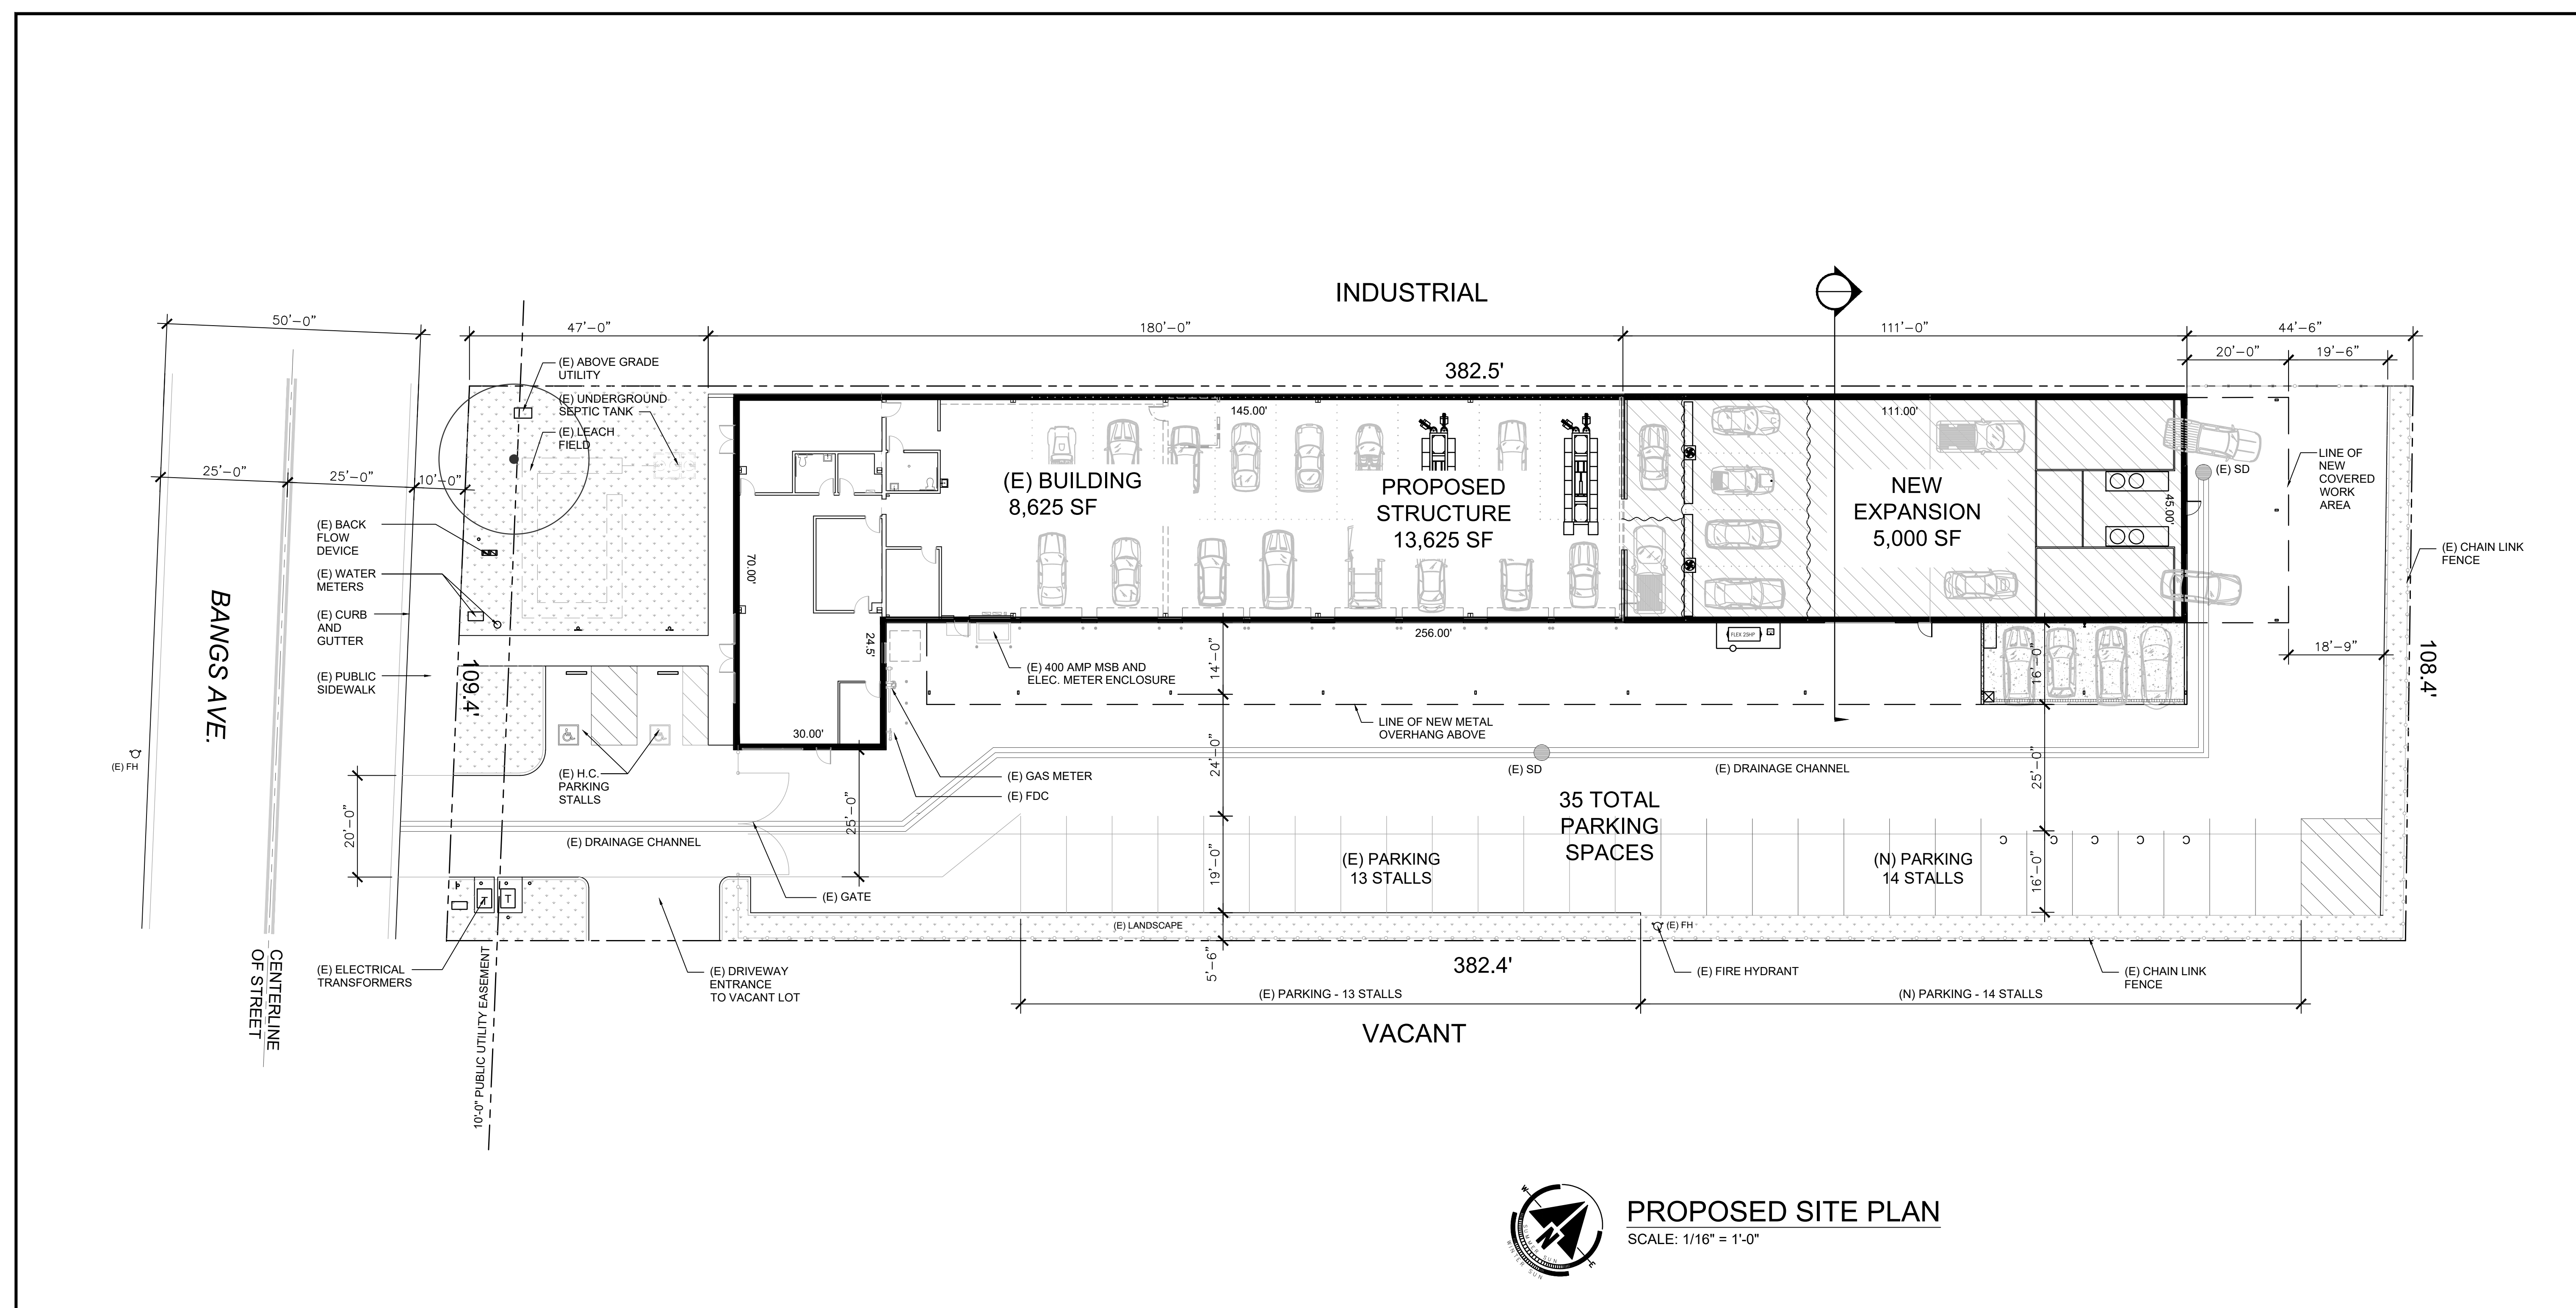 INDUSTRIAL
50'-0"
47'-0"
180'-0"
111'-0"
44'-6"
20'-0"
19'-6"
382.5'
(E) ABOVE GRADE
UTILITY
(E) UNDERGROUND
SEPTIC TANK
(E) LEACH
FIELD
25'-0"
25'-0"
10'-0"
145.00'
111.00'
(E) BUILDING
8,625 SF
PROPOSED
STRUCTURE
13,625 SF
NEW
EXPANSION
5,000 SF
45.00'
(E) SD
LINE OF
NEW
COVERED
WORK
AREA
(E) BACK
FLOW
DEVICE
(E) WATER
METERS
(E) CURB
AND
GUTTER
(E) PUBLIC
SIDEWALK
70.00'
24.5'
256.00'
FLEX 25HP
(E) CHAIN LINK
FENCE
BANGS AVE.
109.4'
108.4'
14'-0"
16'-0"
18'-9"
(E) 400 AMP MSB AND
ELEC. METER ENCLOSURE
LINE OF NEW METAL
OVERHANG ABOVE
30.00'
(E) FH
(E) H.C.
PARKING
STALLS
(E) GAS METER
(E) FDC
24'-0"
(E) SD
(E) DRAINAGE CHANNEL
25'-0"
20'-0"
25'-0"
(E) DRAINAGE CHANNEL
35 TOTAL
PARKING
SPACES
(E) PARKING
13 STALLS
(N) PARKING
14 STALLS
C
C
C
C
C
19'-0"
16'-0"
(E) GATE
T
T
(E) LANDSCAPE
(E) FH
5'-6"
382.4'
(E) ELECTRICAL
TRANSFORMERS
(E) DRIVEWAY
ENTRANCE
TO VACANT LOT
(E) FIRE HYDRANT
(E) CHAIN LINK
FENCE
(E) PARKING - 13 STALLS
(N) PARKING - 14 STALLS
CENTERLINE
OF STREET
10'-0" PUBLIC UTILITY EASEMENT
VACANT
W
N
E
SUMMER SUN
WINTER SUN
PROPOSED SITE PLAN
SCALE: 1/16" = 1'-0"